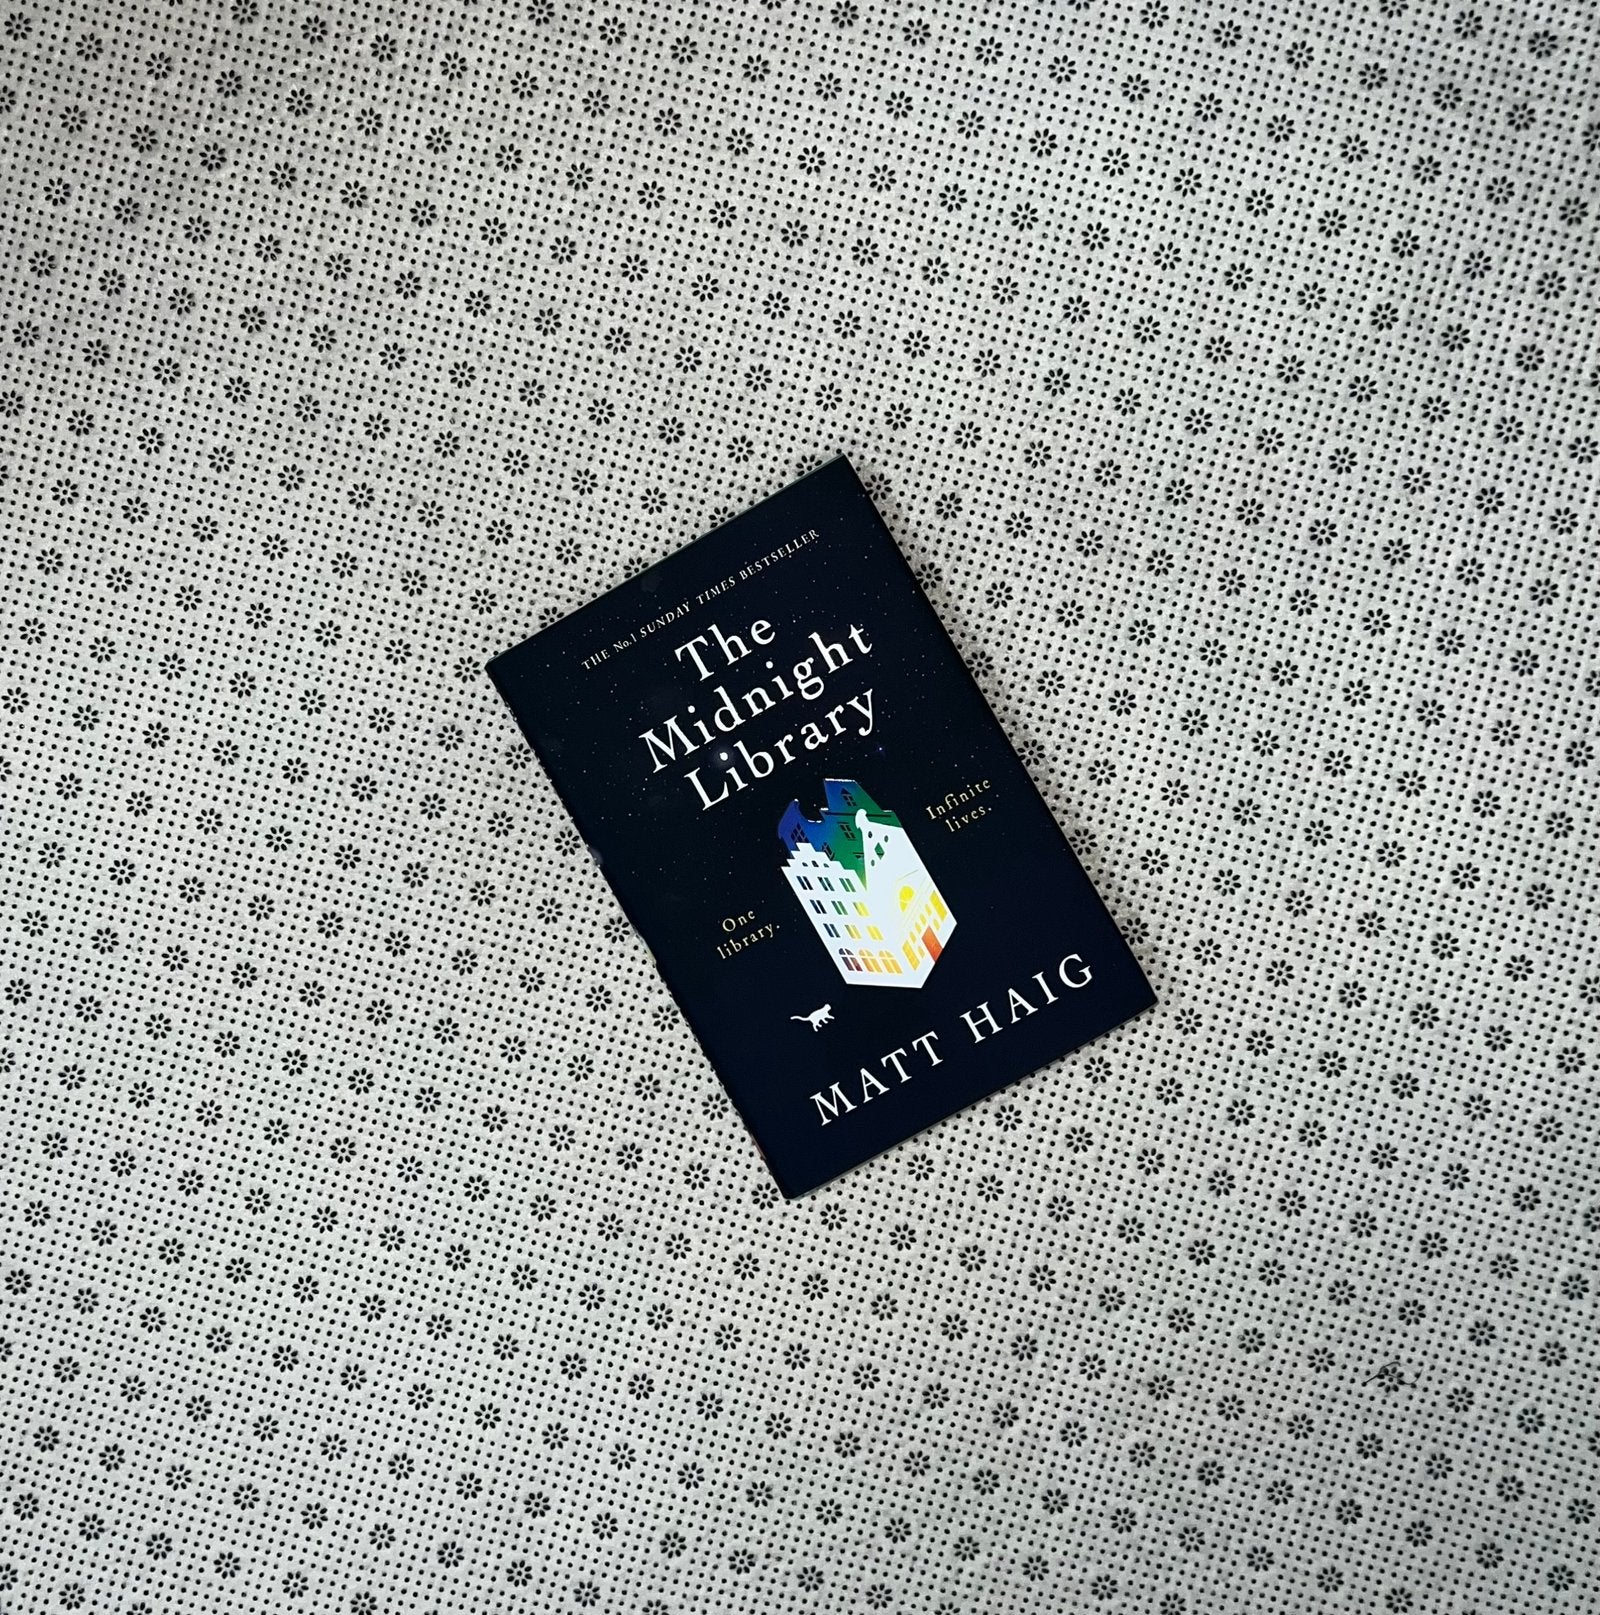 THE No.1 SUNDAY TIMES BESTSELLER
The
Midnight
Library
Infinite
lives.
One
library.
MATT HAIG